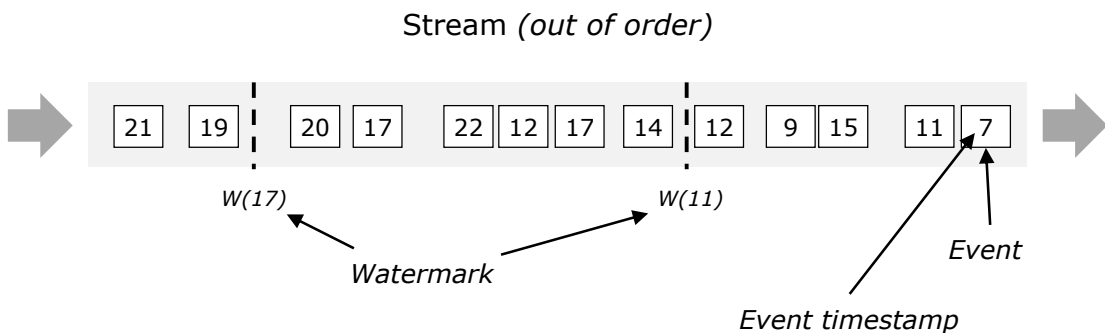 Stream (out of order)
21 19 20 17 22 12 17 14 12 9 15 11 7
W(17) W(11)
Watermark
Event
Event timestamp